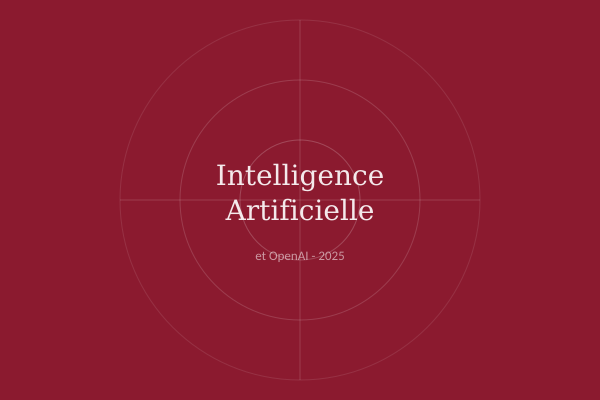 Intelligence
Artificielle
et OpenAI - 2025